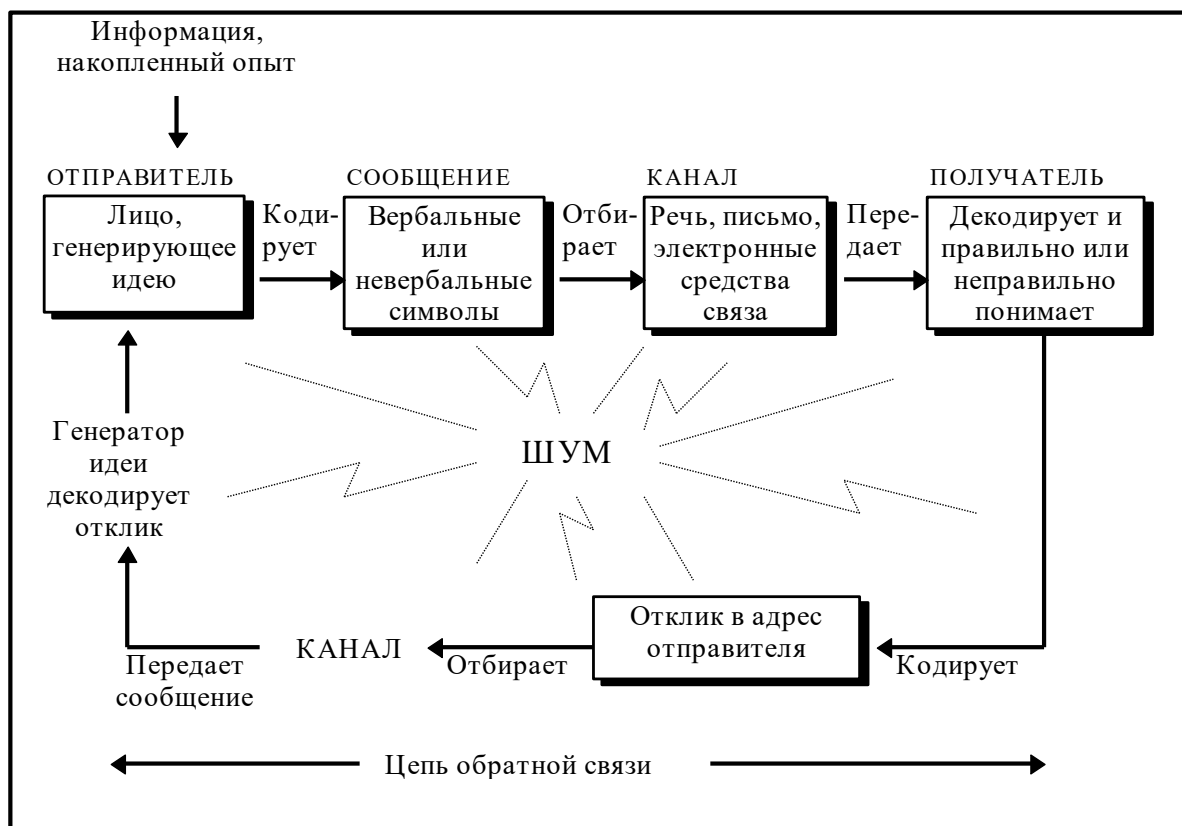 Информация,
накопленный опыт
ОТПРАВИТЕЛЬ
СООБЩЕНИЕ
КАНАЛ
ПОЛУЧАТЕЛЬ
Лицо,
генерирующее
идею
Коди-
рует
Вербальные
или
невербальные
символы
Отби-
рает
Речь, письмо,
электронные
средства
связа
Пере-
дает
Декодирует и
правильно или
неправильно
понимает
ШУМ
Генератор
идеи
декодирует
отклик
Отклик в адрес
отправителя
Кодирует
Отбирает
КАНАЛ
Передает
сообщение
Цепь обратной связи